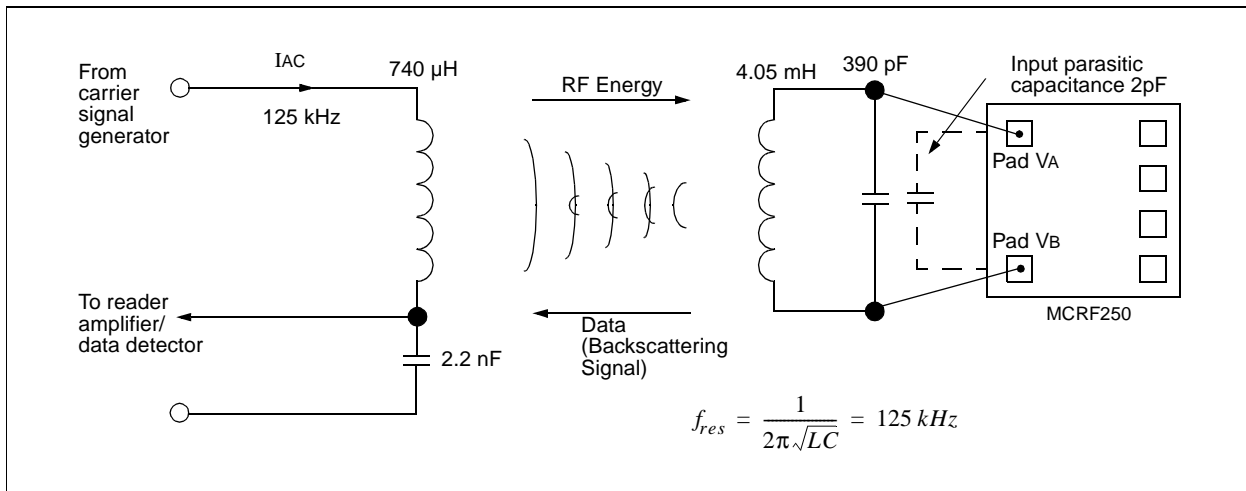 From
carrier
signal
generator
IAC
125 kHz
740 µH
RF Energy
4.05 mH
390 pF
Input parasitic
capacitance 2pF
Pad VA
Pad VB
MCRF250
To reader
amplifier/
data detector
2.2 nF
Data
(Backscattering
Signal)
f_res = 1 / (2π√LC) = 125 kHz